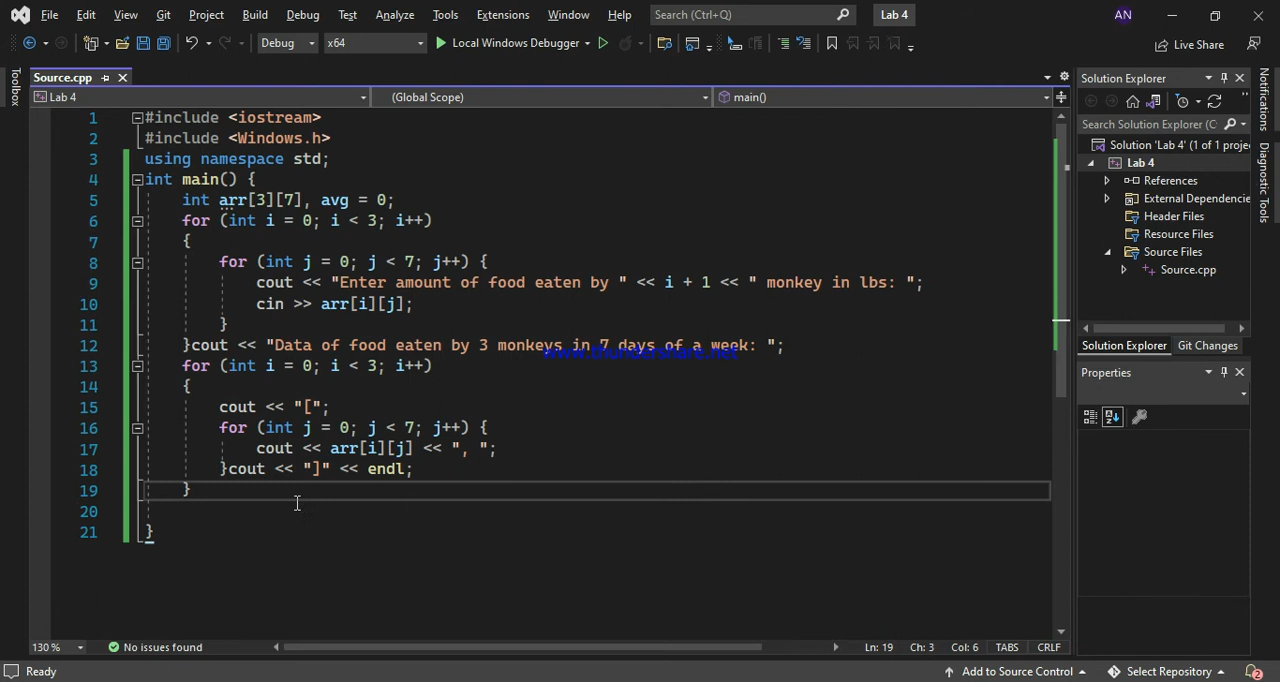 File Edit View Git Project Build Debug Test Analyze Tools Extensions Window Help Search (Ctrl+Q) Lab 4 AN
Debug x64 Local Windows Debugger Live Share
Toolbox
Source.cpp
Lab 4 (Global Scope) main()
1 #include <iostream>
2 #include <Windows.h>
3 using namespace std;
4 int main() {
5 int arr[3][7], avg = 0;
6 for (int i = 0; i < 3; i++)
7 {
8 for (int j = 0; j < 7; j++) {
9 cout << "Enter amount of food eaten by " << i + 1 << " monkey in lbs: ";
10 cin >> arr[i][j];
11 }
12 }cout << "Data of food eaten by 3 monkeys in 7 days of a week: ";
www.thundershare.net
13 for (int i = 0; i < 3; i++)
14 {
15 cout << "[";
16 for (int j = 0; j < 7; j++) {
17 cout << arr[i][j] << ", ";
18 }cout << "]" << endl;
19 }
20
21 }
130 % No issues found Ln: 19 Ch: 3 Col: 6 TABS CRLF
Solution Explorer
Search Solution Explorer (C
Solution 'Lab 4' (1 of 1 proje
Lab 4
References
External Dependencie
Header Files
Resource Files
Source Files
Source.cpp
Solution Explorer Git Changes
Properties
Notifications
Diagnostic Tools
Ready Add to Source Control Select Repository 2